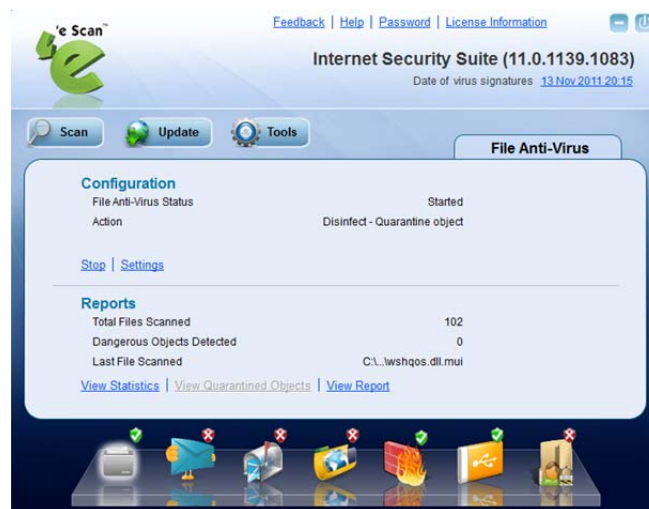 e Scan™
Feedback | Help | Password | License Information
Internet Security Suite (11.0.1139.1083)
Date of virus signatures 13 Nov 2011 20:15
Scan Update Tools
File Anti-Virus
Configuration
File Anti-Virus Status Started
Action Disinfect - Quarantine object
Stop | Settings
Reports
Total Files Scanned 102
Dangerous Objects Detected 0
Last File Scanned C:\...\wshqos.dll.mui
View Statistics | View Quarantined Objects | View Report